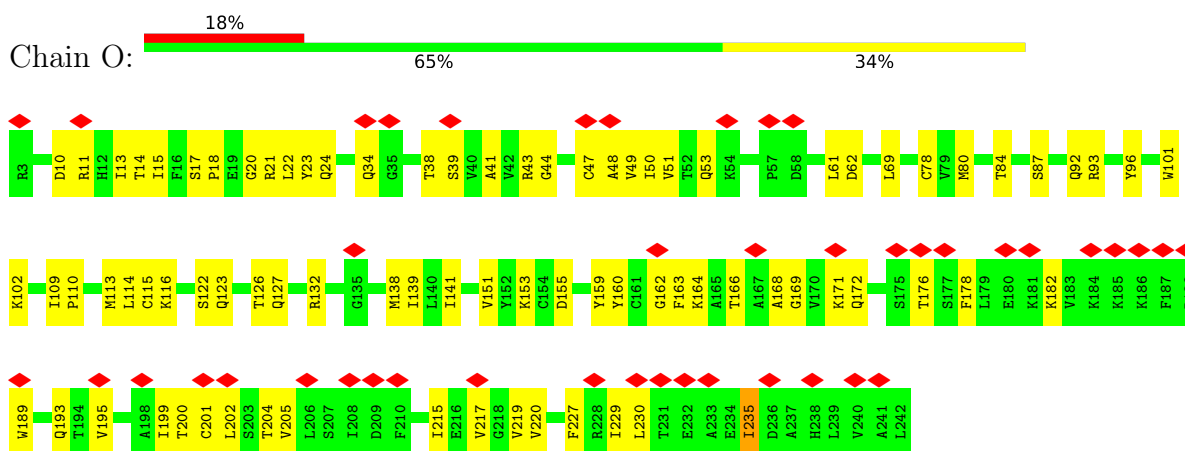 18%
Chain O:
65% 34%
R3 D10 R11 H12 I13 T14 I15 F16 S17 P18 E19 G20 R21 L22 Y23 Q24 Q34 G35 T38 S39 V40 A41 V42 R43 G44 C47 A48 V49 I50 V51 T52 Q53 K54 P57 D58 L61 D62 L69 C78 V79 M80 T84 S87 Q92 R93 Y96 W101
K102 I109 P110 M113 L114 C115 K116 S122 Q123 T126 Q127 R132 G135 M138 I139 L140 I141 V151 Y152 K153 C154 D155 Y159 Y160 C161 G162 F163 K164 A165 T166 A167 A168 G169 V170 K171 Q172 S175 T176 S177 F178 L179 E180 K181 K182 V183 K184 K185 K186 F187
W189 Q193 T194 V195 A198 I199 T200 C201 L202 S203 T204 V205 L206 S207 I208 D209 F210 I215 E216 V217 G218 V219 V220 F227 R228 I229 L230 T231 E232 A233 E234 I235 D236 A237 H238 L239 V240 A241 L242